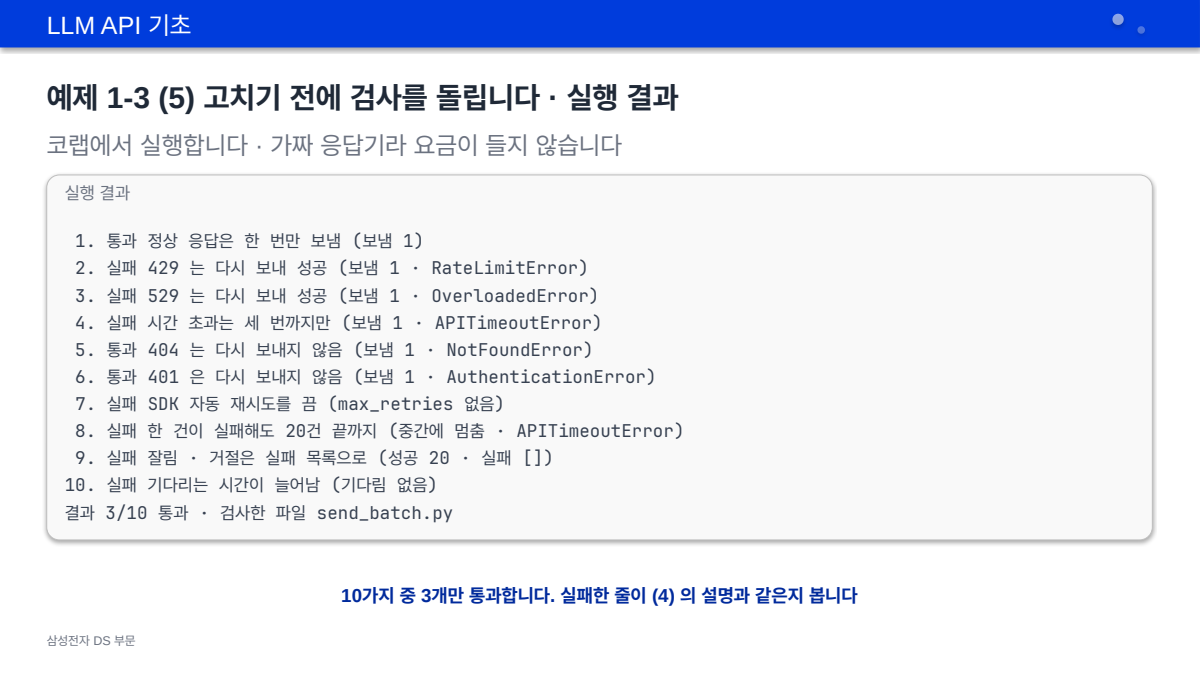 LLM API 기초
예제 1-3 (5) 고치기 전에 검사를 돌립니다 · 실행 결과
코랩에서 실행합니다 · 가짜 응답기라 요금이 들지 않습니다
실행 결과
1. 통과 정상 응답은 한 번만 보냄 (보냄 1)
2. 실패 429 는 다시 보내 성공 (보냄 1 · RateLimitError)
3. 실패 529 는 다시 보내 성공 (보냄 1 · OverloadedError)
4. 실패 시간 초과는 세 번까지만 (보냄 1 · APITimeoutError)
5. 통과 404 는 다시 보내지 않음 (보냄 1 · NotFoundError)
6. 통과 401 은 다시 보내지 않음 (보냄 1 · AuthenticationError)
7. 실패 SDK 자동 재시도를 끔 (max_retries 없음)
8. 실패 한 건이 실패해도 20건 끝까지 (중간에 멈춤 · APITimeoutError)
9. 실패 잘림 · 거절은 실패 목록으로 (성공 20 · 실패 [])
10. 실패 기다리는 시간이 늘어남 (기다림 없음)
결과 3/10 통과 · 검사한 파일 send_batch.py
10가지 중 3개만 통과합니다. 실패한 줄이 (4) 의 설명과 같은지 봅니다
삼성전자 DS 부문